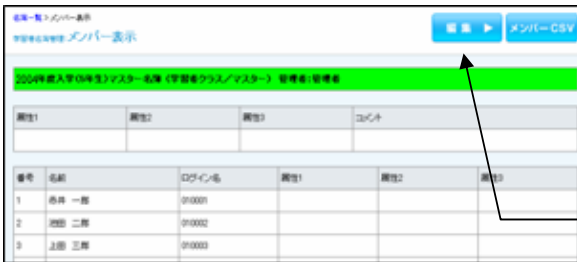 名簿一覧 > メンバー表示
学習者名簿管理 メンバー表示
編集 ▶ メンバーCSV
2004年度入学(5年生)マスター名簿 (学習者クラス/マスター) 管理者:管理者
属性1 属性2 属性3 コメント
番号 名前 ログイン名 属性1 属性2 属性3
1 赤井 一郎 010001
2 池田 二郎 010002
3 上田 三郎 010003